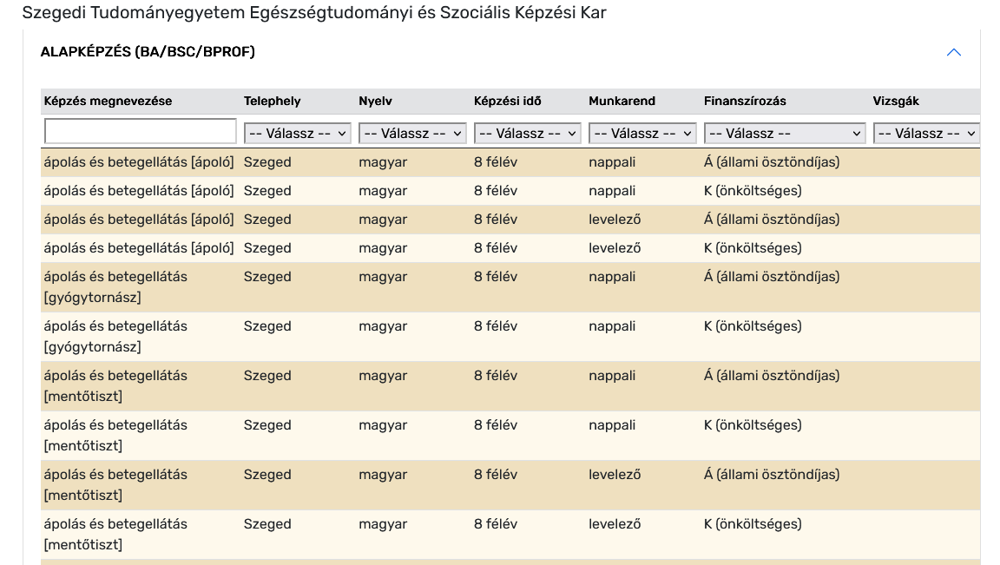 Szegedi Tudományegyetem Egészségtudományi és Szociális Képzési Kar
ALAPKÉPZÉS (BA/BSC/BPROF)
Képzés megnevezése Telephely Nyelv Képzési idő Munkarend Finanszírozás Vizsgák
-- Válassz -- -- Válassz -- -- Válassz -- -- Válassz -- -- Válassz -- -- Válassz --
ápolás és betegellátás [ápoló] Szeged magyar 8 félév nappali Á (állami ösztöndíjas)
ápolás és betegellátás [ápoló] Szeged magyar 8 félév nappali K (önköltséges)
ápolás és betegellátás [ápoló] Szeged magyar 8 félév levelező Á (állami ösztöndíjas)
ápolás és betegellátás [ápoló] Szeged magyar 8 félév levelező K (önköltséges)
ápolás és betegellátás Szeged magyar 8 félév nappali Á (állami ösztöndíjas)
[gyógytornász]
ápolás és betegellátás Szeged magyar 8 félév nappali K (önköltséges)
[gyógytornász]
ápolás és betegellátás Szeged magyar 8 félév nappali Á (állami ösztöndíjas)
[mentőtiszt]
ápolás és betegellátás Szeged magyar 8 félév nappali K (önköltséges)
[mentőtiszt]
ápolás és betegellátás Szeged magyar 8 félév levelező Á (állami ösztöndíjas)
[mentőtiszt]
ápolás és betegellátás Szeged magyar 8 félév levelező K (önköltséges)
[mentőtiszt]